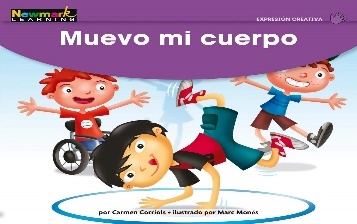 Newmark
LEARNING
EXPRESIÓN CREATIVA
Muevo mi cuerpo
por Carmen Corriols • ilustrado por Marc Monés